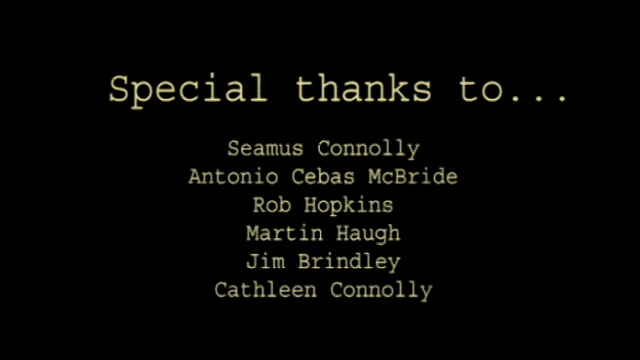 Special thanks to...
Seamus Connolly
Antonio Cebas McBride
Rob Hopkins
Martin Haugh
Jim Brindley
Cathleen Connolly